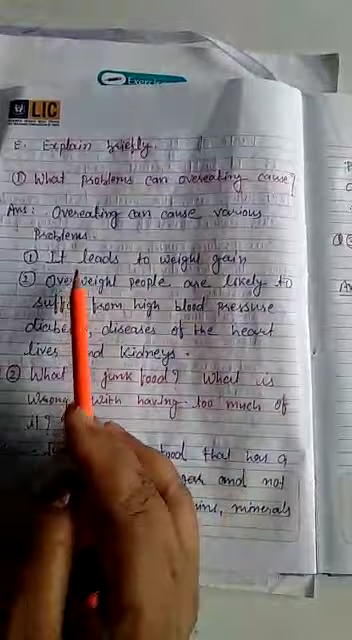 Exercise
LIC
E. Explain briefly.
① What Problems can overeating cause?
Ans: Overeating can cause various
Problems.
① It leads to weight gain
② Overweight people are likely to
from high blood pressure
diseases of the heart
and Kidneys.
② What junk food? What is
Wrong with having too much of
it?
food that has a
and not
minerals